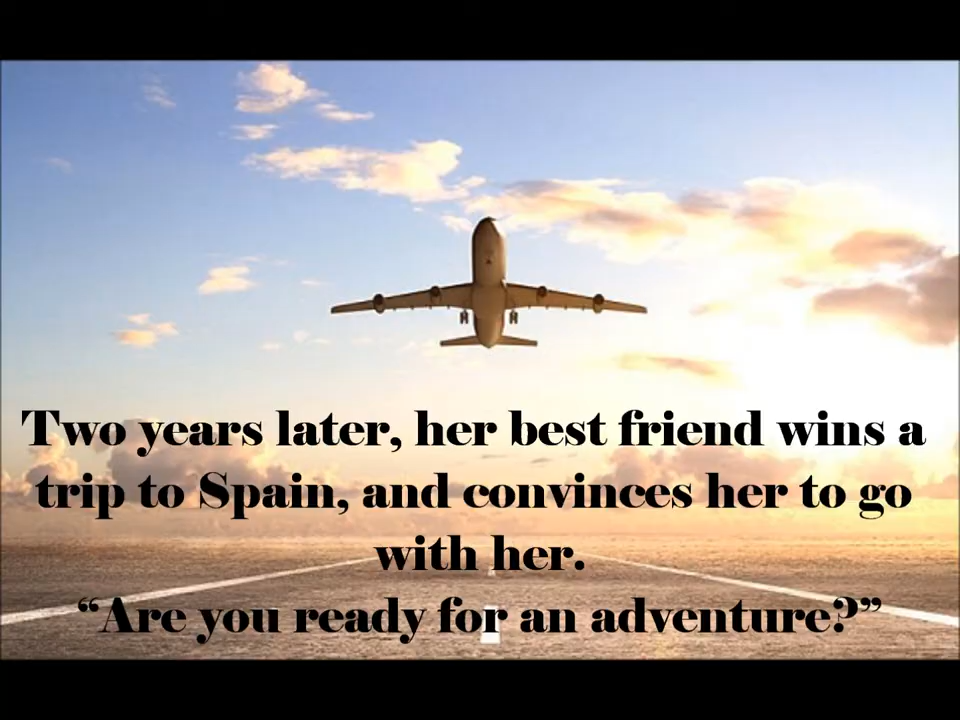 Two years later, her best friend wins a
trip to Spain, and convinces her to go
with her.
“Are you ready for an adventure?”